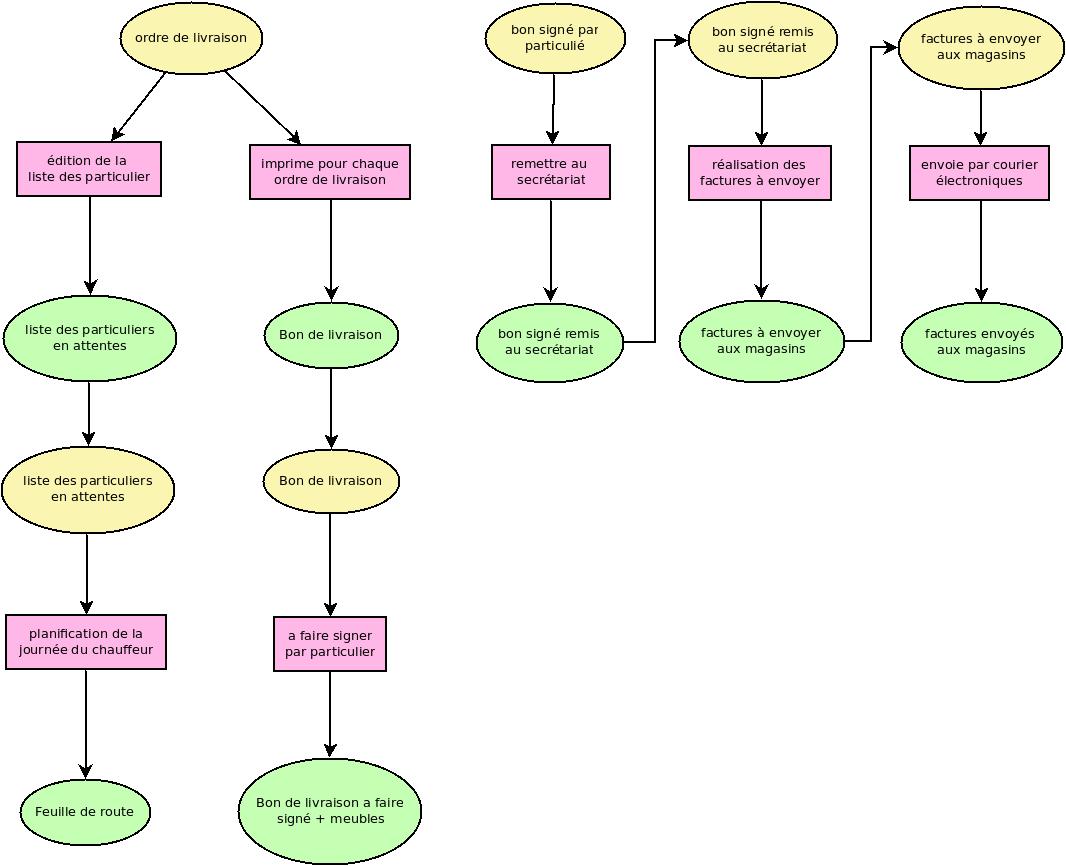 ordre de livraison
édition de la
liste des particulier
imprime pour chaque
ordre de livraison
liste des particuliers
en attentes
Bon de livraison
liste des particuliers
en attentes
Bon de livraison
planification de la
journée du chauffeur
a faire signer
par particulier
Feuille de route
Bon de livraison a faire
signé + meubles
bon signé par
particulié
remettre au
secrétariat
bon signé remis
au secrétariat
bon signé remis
au secrétariat
réalisation des
factures à envoyer
factures à envoyer
aux magasins
factures à envoyer
aux magasins
envoie par courier
électroniques
factures envoyés
aux magasins